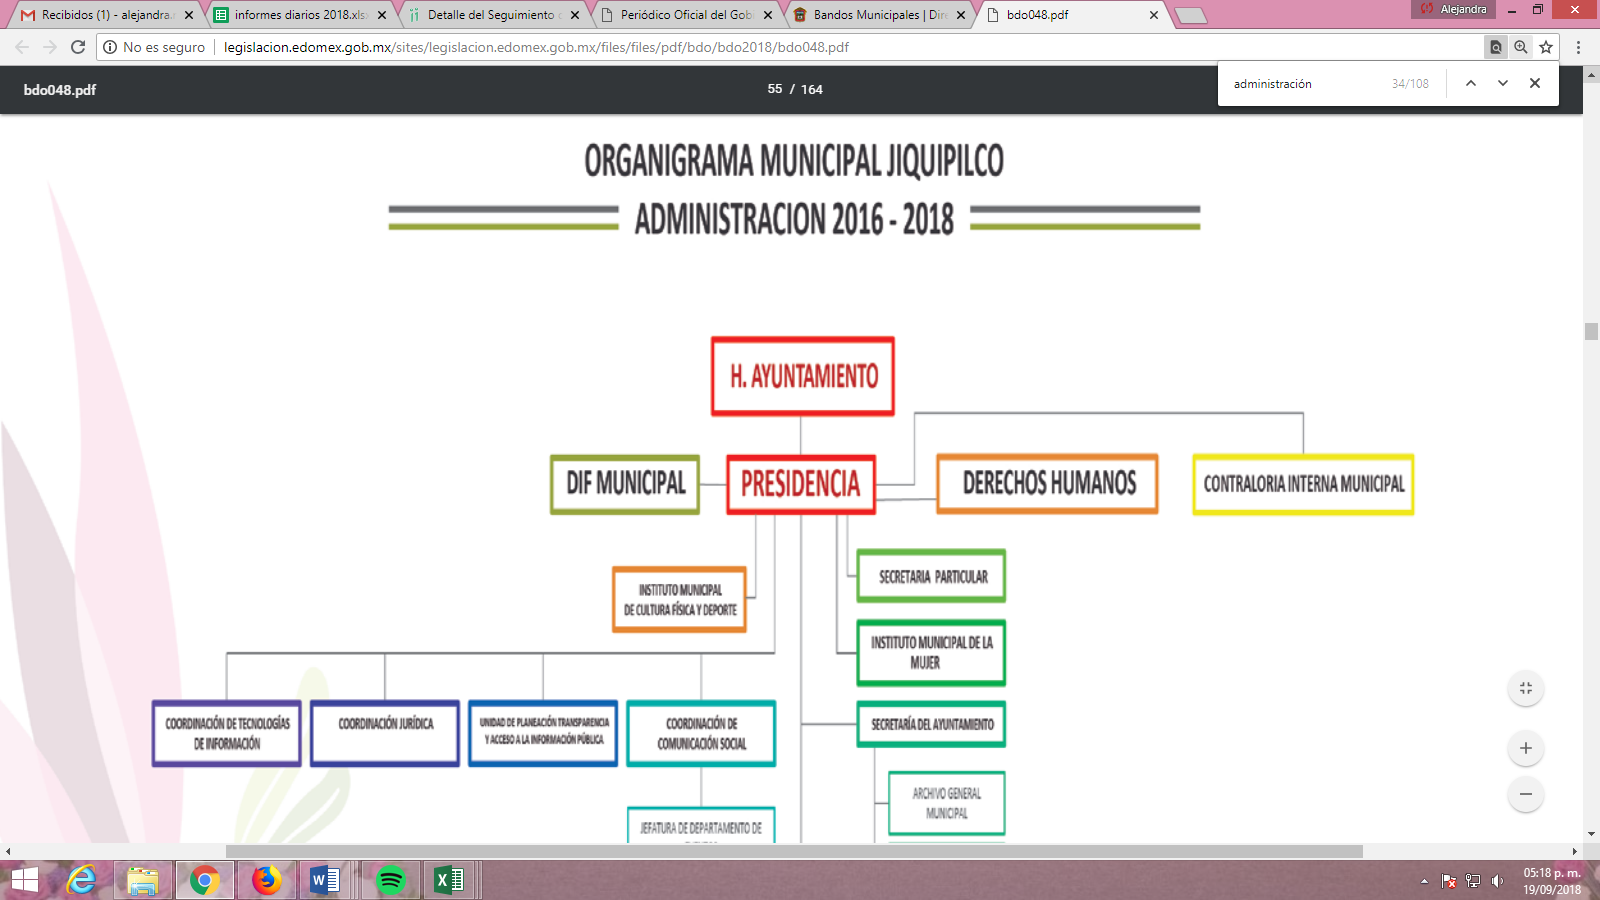 Recibidos (1) - alejandra.
informes diarios 2018.xls
Detalle del Seguimiento
Periódico Oficial del Gob
Bandos Municipales | Dir
bdo048.pdf
Alejandra
No es seguro
legislacion.edomex.gob.mx/sites/legislacion.edomex.gob.mx/files/files/pdf/bdo/bdo2018/bdo048.pdf
bdo048.pdf
55 / 164
administración
34/108
ORGANIGRAMA MUNICIPAL JIQUIPILCO
ADMINISTRACION 2016 - 2018
H. AYUNTAMIENTO
DIF MUNICIPAL
PRESIDENCIA
DERECHOS HUMANOS
CONTRALORIA INTERNA MUNICIPAL
SECRETARIA PARTICULAR
INSTITUTO MUNICIPAL
DE CULTURA FÍSICA Y DEPORTE
INSTITUTO MUNICIPAL DE LA
MUJER
COORDINACIÓN DE TECNOLOGÍAS
DE INFORMACIÓN
COORDINACIÓN JURÍDICA
UNIDAD DE PLANEACIÓN TRANSPARENCIA
Y ACCESO A LA INFORMACIÓN PÚBLICA
COORDINACIÓN DE
COMUNICACIÓN SOCIAL
SECRETARÍA DEL AYUNTAMIENTO
ARCHIVO GENERAL
MUNICIPAL
JEFATURA DE DEPARTAMENTO DE
05:18 p. m.
19/09/2018